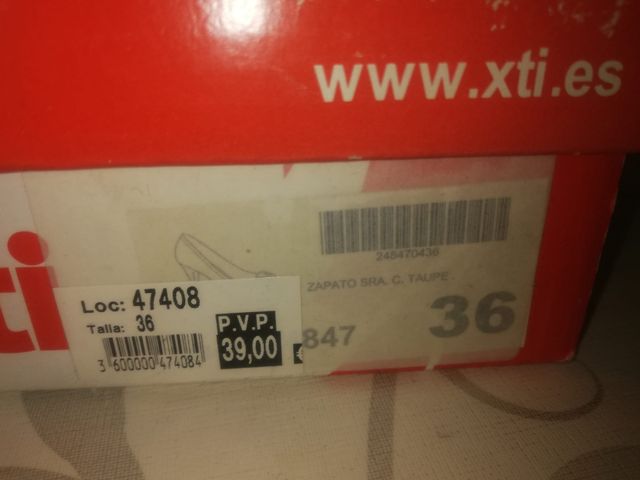 www.xti.es
ti
248470436
ZAPATO SRA. C. TAUPE
847
36
Loc: 47408
Talla: 36
P.V.P.
39,00 €
3 600000 474084